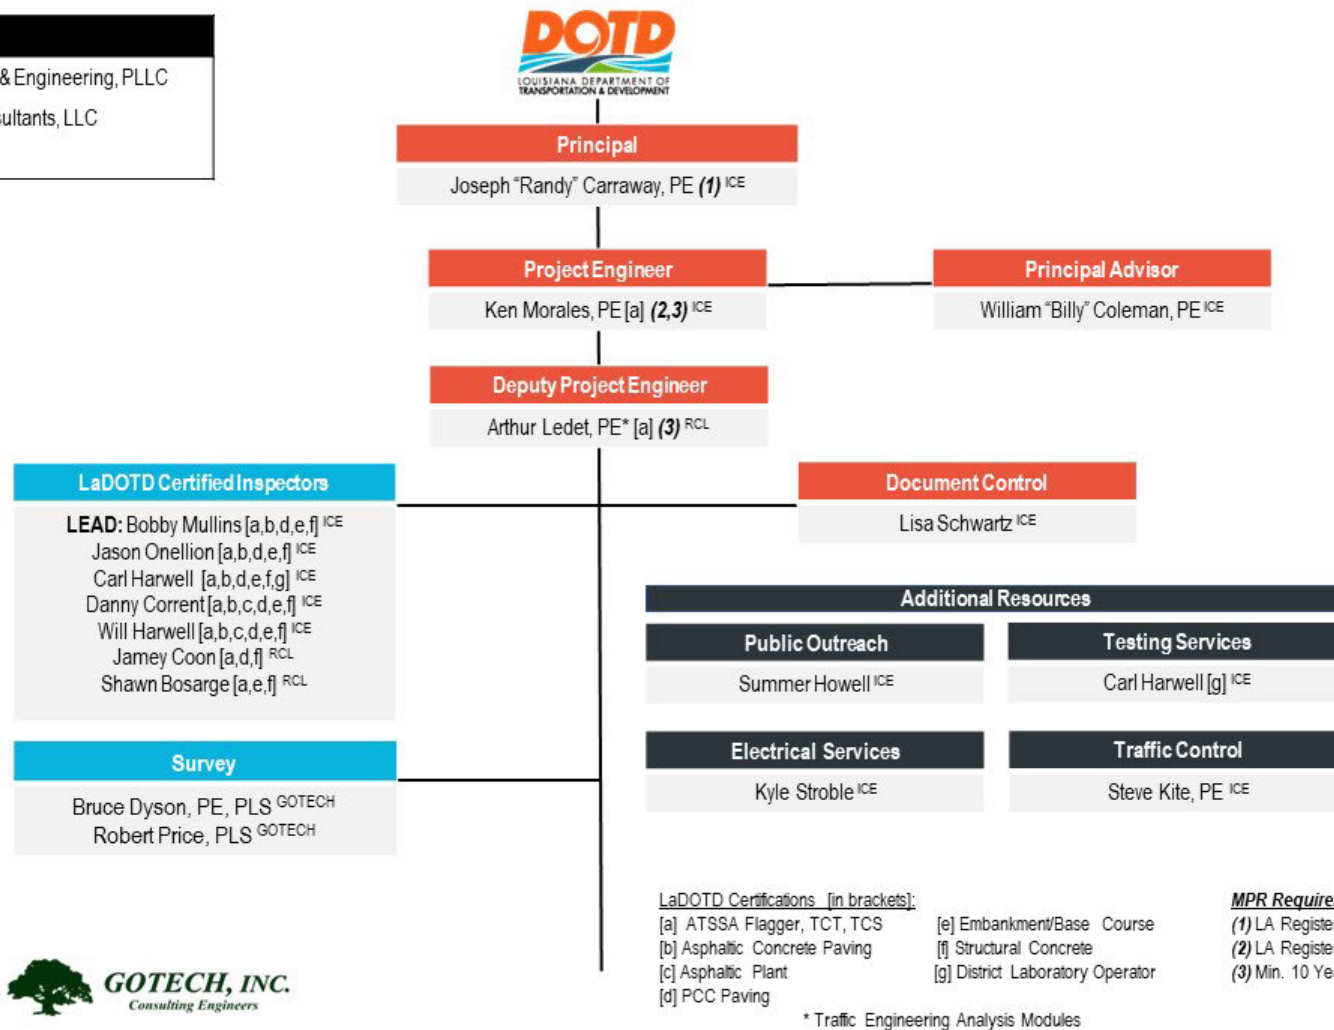 & Engineering, PLLC
LLC
DOTD
LOUISIANA DEPARTMENT OF
TRANSPORTATION & DEVELOPMENT
Principal
Joseph “Randy” Carraway, PE (1) ICE
Project Engineer
Ken Morales, PE [a] (2,3) ICE
Principal Advisor
William “Billy” Coleman, PE ICE
Deputy Project Engineer
Arthur Ledet, PE* [a] (3) RCL
LaDOTD Certified Inspectors
LEAD: Bobby Mullins [a,b,d,e,f] ICE
Jason Onellion [a,b,d,e,f] ICE
Carl Harwell [a,b,d,e,f,g] ICE
Danny Corrent [a,b,c,d,e,f] ICE
Will Harwell [a,b,c,d,e,f] ICE
Jamey Coon [a,d,f] RCL
Shawn Bosarge [a,e,f] RCL
Document Control
Lisa Schwartz ICE
Additional Resources
Public Outreach
Summer Howell ICE
Testing Services
Carl Harwell [g] ICE
Electrical Services
Kyle Stroble ICE
Traffic Control
Steve Kite, PE ICE
Survey
Bruce Dyson, PE, PLS GOTECH
Robert Price, PLS GOTECH
LaDOTD Certifications [in brackets]:
[a] ATSSA Flagger, TCT, TCS
[b] Asphaltic Concrete Paving
[c] Asphaltic Plant
[d] PCC Paving
[e] Embankment/Base Course
[f] Structural Concrete
[g] District Laboratory Operator
* Traffic Engineering Analysis Modules
MPR
(1) LA
(2) LA
(3) Min. 10
GOTECH, INC.
Consulting Engineers